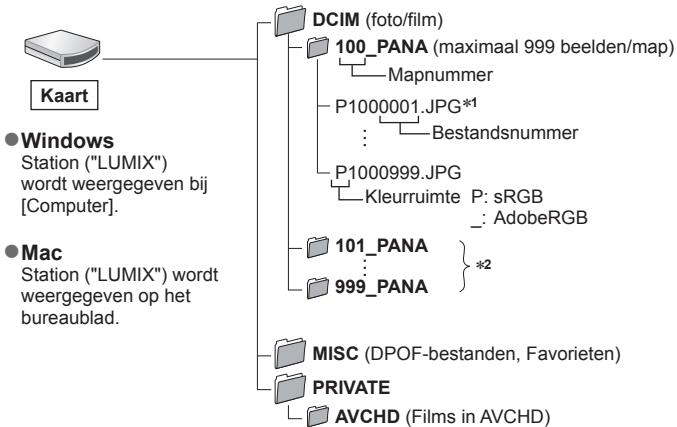 Kaart
●Windows
Station ("LUMIX")
wordt weergegeven bij
[Computer].
●Mac
Station ("LUMIX") wordt
weergegeven op het
bureaublad.
DCIM (foto/film)
100_PANA (maximaal 999 beelden/map)
Mapnummer
P1000001.JPG*1
Bestandsnummer
P1000999.JPG
Kleurruimte P: sRGB
_: AdobeRGB
101_PANA
*2
999_PANA
MISC (DPOF-bestanden, Favorieten)
PRIVATE
AVCHD (Films in AVCHD)